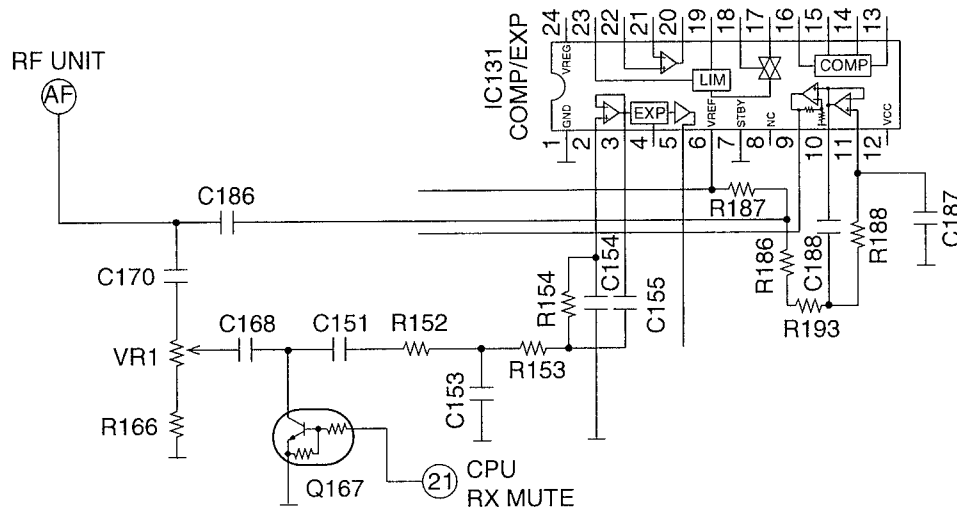 24 23 22 21 20 19 18 17 16 15 14 13
RF UNIT
AF
IC131
COMP/EXP
VREG
LIM
COMP
EXP
GND
VREF
STBY
NC
VCC
1 2 3 4 5 6 7 8 9 10 11 12
C186
R187
C187
R188
C188
R186
R193
C170
C154
R154
C155
C168
C151
R152
VR1
R153
C153
R166
Q167
21
CPU
RX MUTE